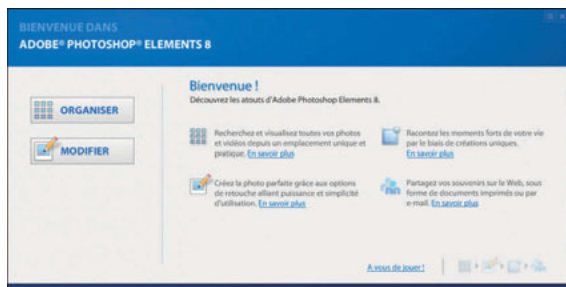 BIENVENUE DANS
ADOBE® PHOTOSHOP® ELEMENTS 8
ORGANISER
MODIFIER
Bienvenue !
Découvrez les atouts d'Adobe Photoshop Elements 8.
Recherchez et visualisez toutes vos photos
et vidéos depuis un emplacement unique et
pratique. En savoir plus
Racontez les moments forts de votre vie
par le biais de créations uniques.
En savoir plus
Créez la photo parfaite grâce aux options
de retouche alliant puissance et simplicité
d'utilisation. En savoir plus
Partagez vos souvenirs sur le Web, sous
forme de documents imprimés ou par
e-mail. En savoir plus
A vous de jouer !